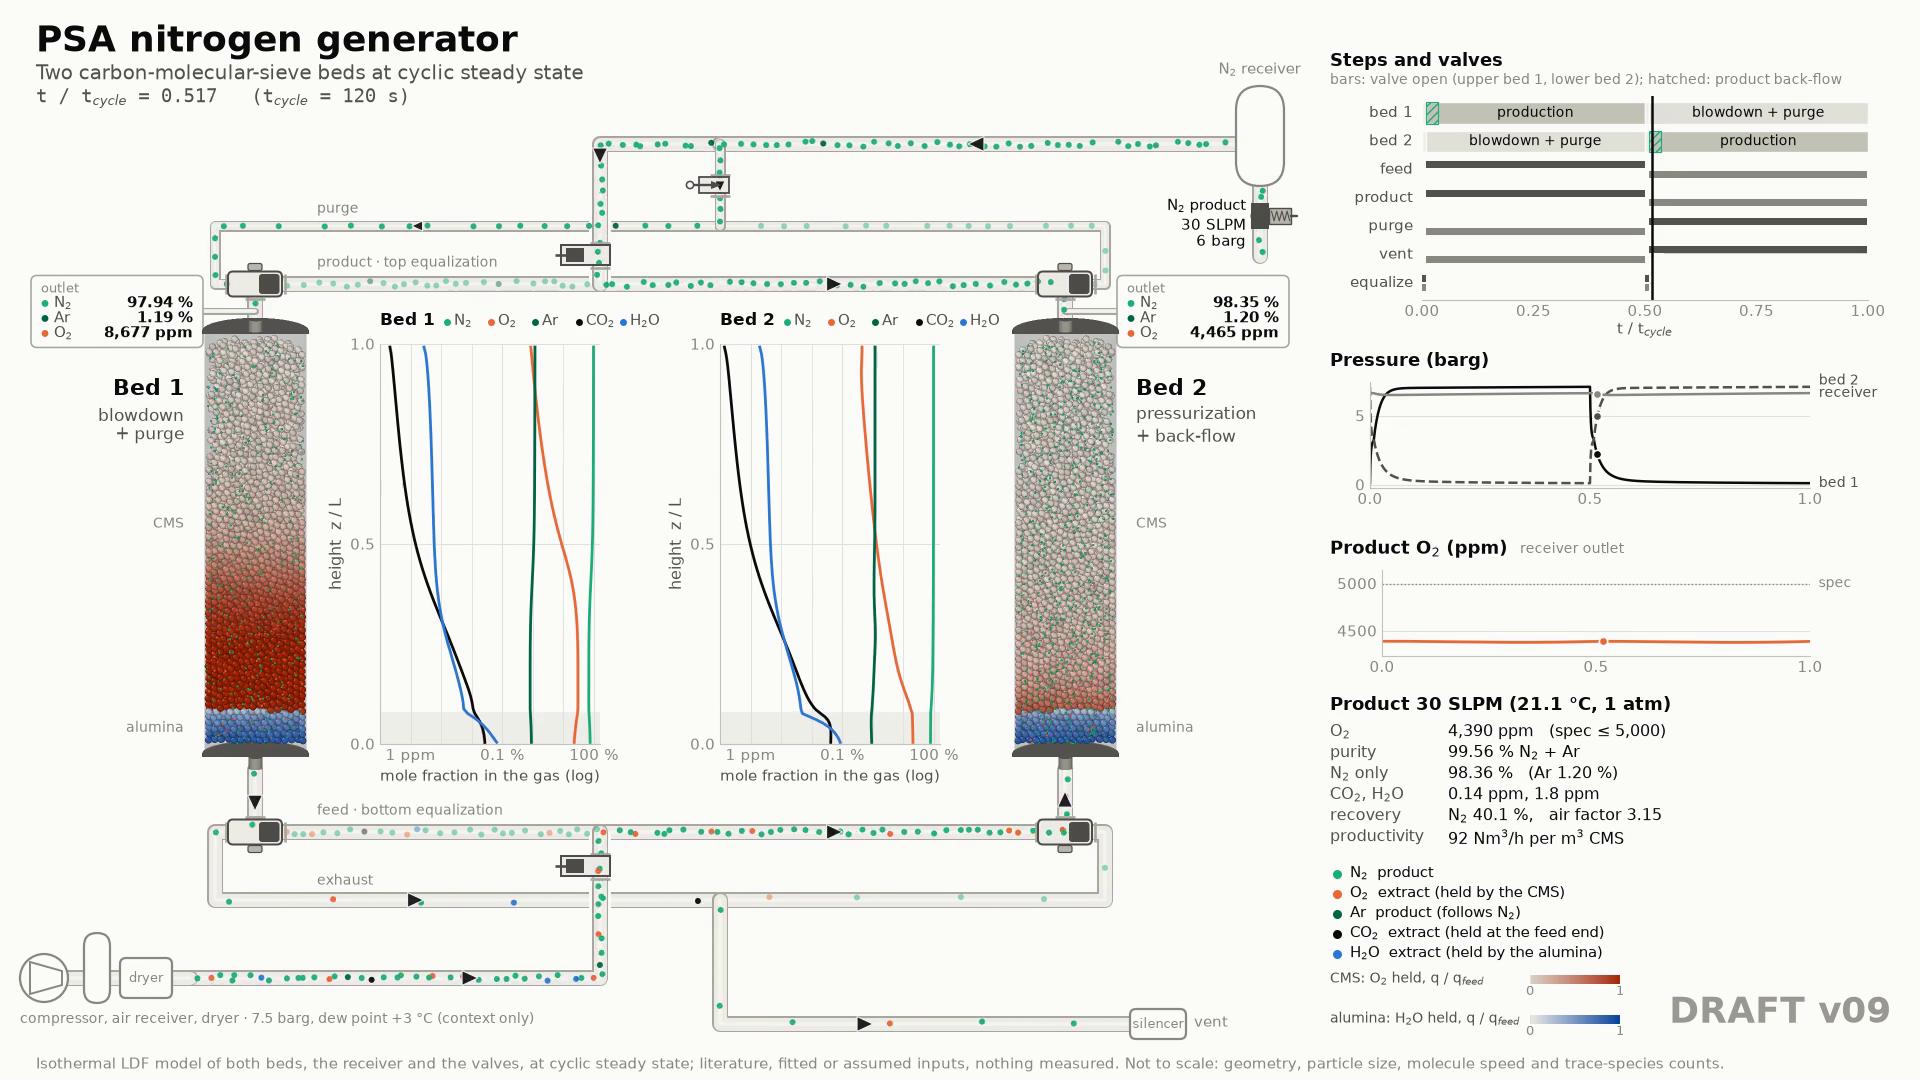 PSA nitrogen generator
Two carbon-molecular-sieve beds at cyclic steady state
t / t_cycle = 0.517 (t_cycle = 120 s)
N₂ receiver
purge
product · top equalization
N₂ product
30 SLPM
6 barg
outlet
N₂ 97.94 %
Ar 1.19 %
O₂ 8,677 ppm
outlet
N₂ 98.35 %
Ar 1.20 %
O₂ 4,465 ppm
Bed 1
blowdown
+ purge
CMS
alumina
Bed 1 N₂ O₂ Ar CO₂ H₂O
1.0
0.5
0.0
height z / L
1 ppm 0.1 % 100 %
mole fraction in the gas (log)
Bed 2 N₂ O₂ Ar CO₂ H₂O
1.0
0.5
0.0
height z / L
1 ppm 0.1 % 100 %
mole fraction in the gas (log)
Bed 2
pressurization
+ back-flow
CMS
alumina
feed · bottom equalization
exhaust
dryer
compressor, air receiver, dryer · 7.5 barg, dew point +3 °C (context only)
silencer
vent
Steps and valves
bars: valve open (upper bed 1, lower bed 2); hatched: product back-flow
bed 1 production blowdown + purge
bed 2 blowdown + purge production
feed
product
purge
vent
equalize
0.00 0.25 0.50 0.75 1.00
t / t_cycle
Pressure (barg)
5
0
0.0 0.5 1.0
bed 2
receiver
bed 1
Product O₂ (ppm) receiver outlet
5000
4500
spec
0.0 0.5 1.0
Product 30 SLPM (21.1 °C, 1 atm)
O₂ 4,390 ppm (spec ≤ 5,000)
purity 99.56 % N₂ + Ar
N₂ only 98.36 % (Ar 1.20 %)
CO₂, H₂O 0.14 ppm, 1.8 ppm
recovery N₂ 40.1 %, air factor 3.15
productivity 92 Nm³/h per m³ CMS
N₂ product
O₂ extract (held by the CMS)
Ar product (follows N₂)
CO₂ extract (held at the feed end)
H₂O extract (held by the alumina)
CMS: O₂ held, q / q_feed
0 1
alumina: H₂O held, q / q_feed
0 1
DRAFT v09
Isothermal LDF model of both beds, the receiver and the valves, at cyclic steady state; literature, fitted or assumed inputs, nothing measured. Not to scale: geometry, particle size, molecule speed and trace-species counts.